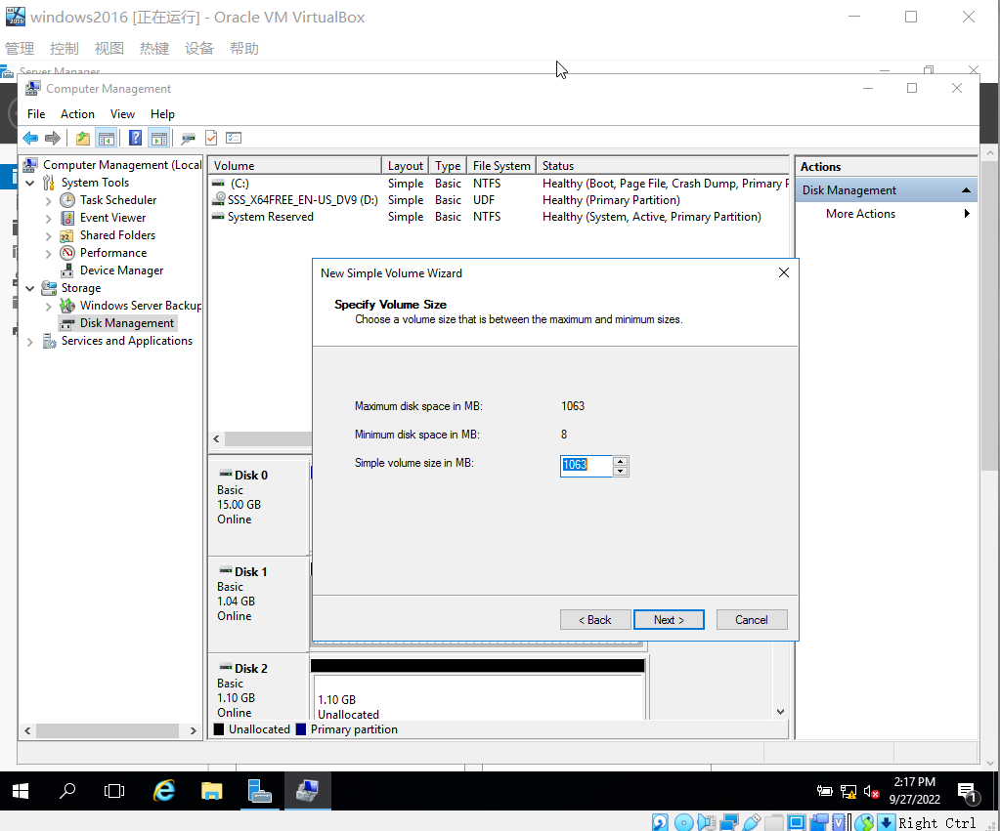 windows2016 [正在运行] - Oracle VM VirtualBox
管理 控制 视图 热键 设备 帮助
Server Manager
Computer Management
File Action View Help
Computer Management (Local
System Tools
Task Scheduler
Event Viewer
Shared Folders
Performance
Device Manager
Storage
Windows Server Backup
Disk Management
Services and Applications
Volume Layout Type File System Status
(C:) Simple Basic NTFS Healthy (Boot, Page File, Crash Dump, Primary P
SSS_X64FREE_EN-US_DV9 (D:) Simple Basic UDF Healthy (Primary Partition)
System Reserved Simple Basic NTFS Healthy (System, Active, Primary Partition)
Actions
Disk Management
More Actions
New Simple Volume Wizard
Specify Volume Size
Choose a volume size that is between the maximum and minimum sizes.
Maximum disk space in MB: 1063
Minimum disk space in MB: 8
Simple volume size in MB: 1063
< Back Next > Cancel
Disk 0
Basic
15.00 GB
Online
Disk 1
Basic
1.04 GB
Online
Disk 2
Basic
1.10 GB
Online
1.10 GB
Unallocated
Unallocated Primary partition
2:17 PM
9/27/2022
1
Right Ctrl